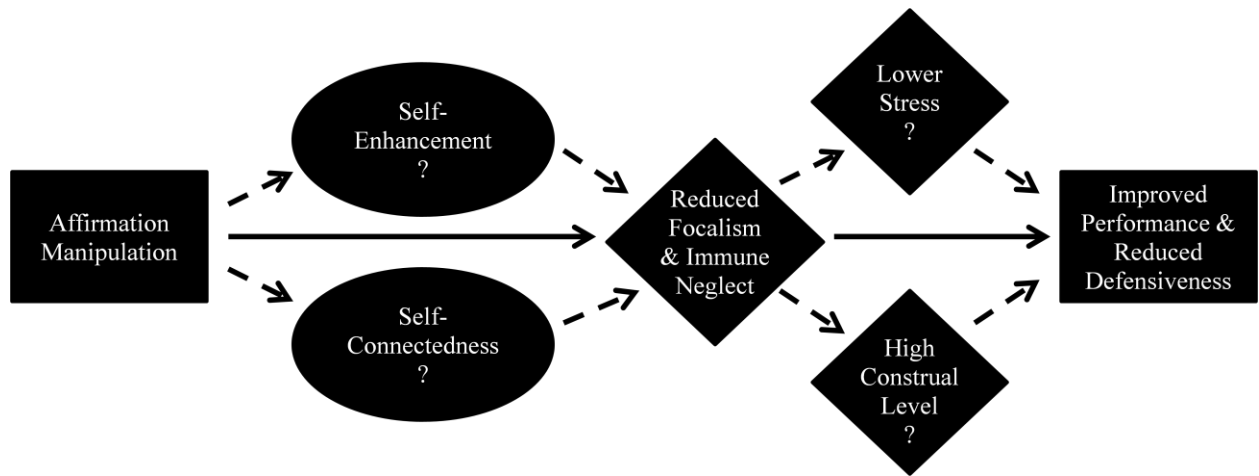 Affirmation
Manipulation
Self-
Enhancement
?
Self-
Connectedness
?
Reduced
Focalism
& Immune
Neglect
Lower
Stress
?
High
Construal
Level
?
Improved
Performance &
Reduced
Defensiveness